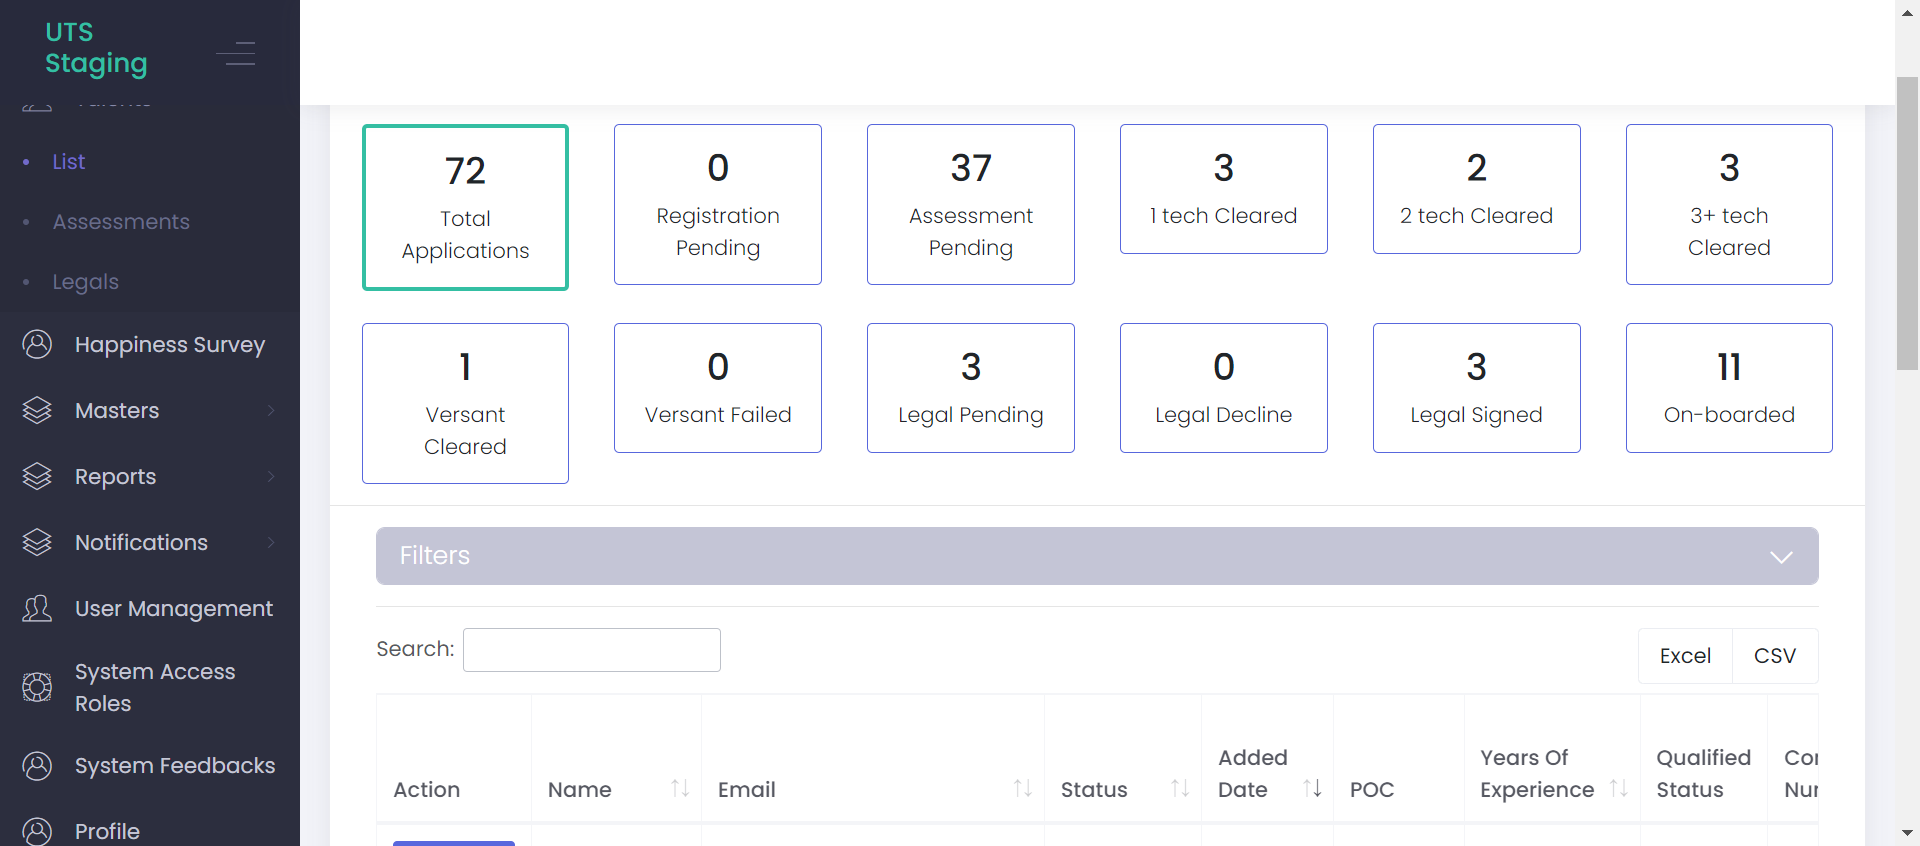 UTS
Staging
List
Assessments
Legals
Happiness Survey
Masters
Reports
Notifications
User Management
System Access
Roles
System Feedbacks
Profile
72
Total
Applications
0
Registration
Pending
37
Assessment
Pending
3
1 tech Cleared
2
2 tech Cleared
3
3+ tech
Cleared
1
Versant
Cleared
0
Versant Failed
3
Legal Pending
0
Legal Decline
3
Legal Signed
11
On-boarded
Filters
Search:
Excel
CSV
Action
Name
Email
Status
Added
Date
POC
Years Of
Experience
Qualified
Status